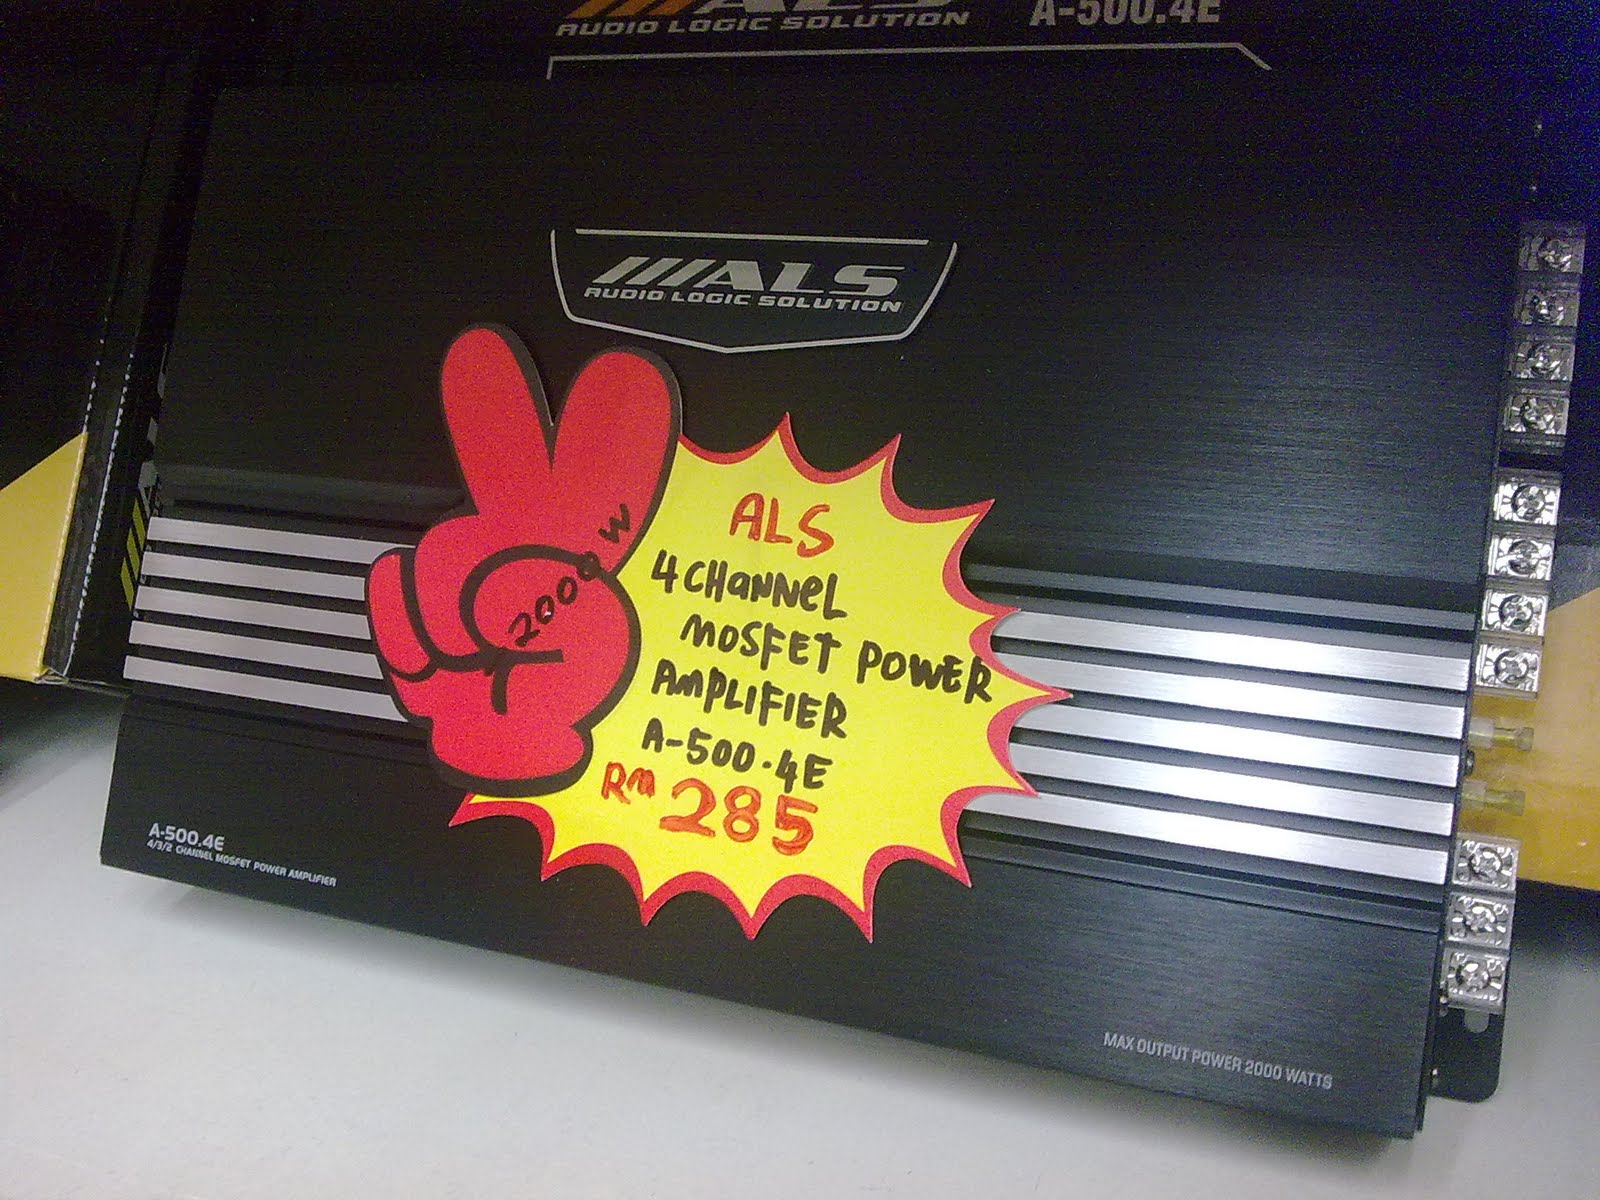 ALS
AUDIO LOGIC SOLUTION
A-500.4E
ALS
AUDIO LOGIC SOLUTION
2000W
ALS
4 CHANNEL
MOSFET POWER
AMPLIFIER
A-500.4E
RM 285
A-500.4E
4/3/2 CHANNEL MOSFET POWER AMPLIFIER
MAX OUTPUT POWER 2000 WATTS